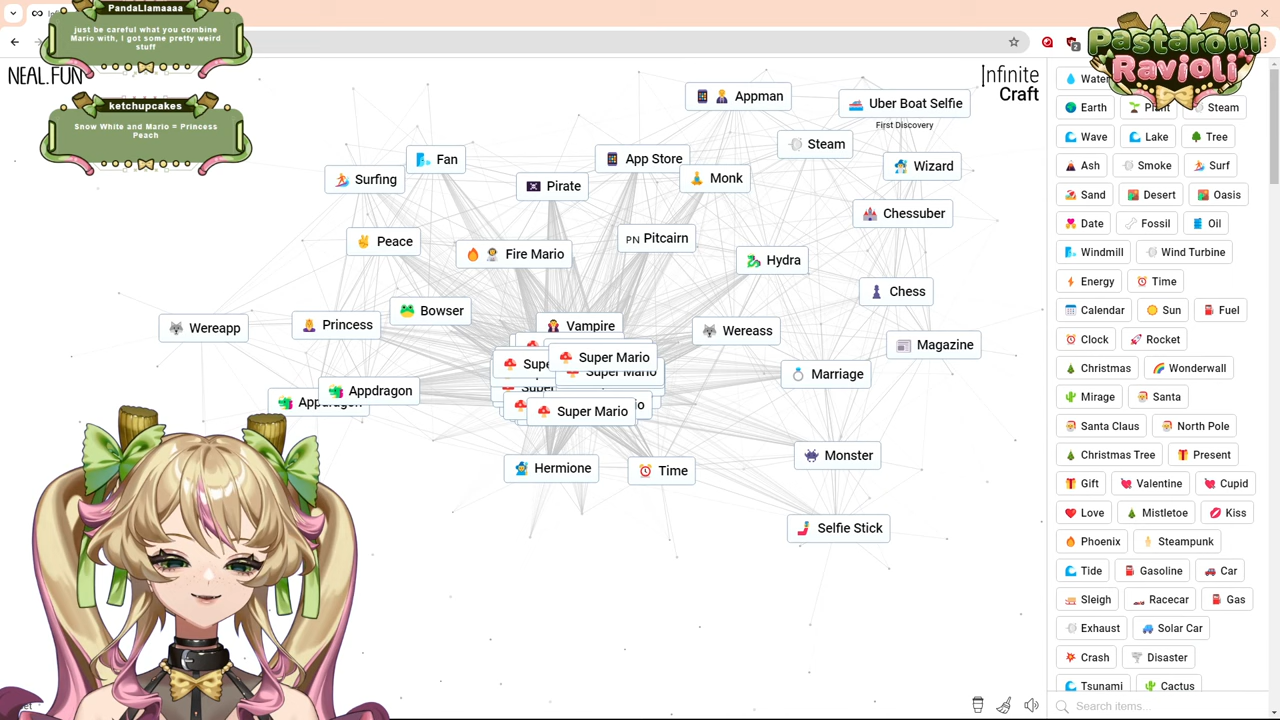 PandaLlamaaaa
just be careful what you combine
Mario with, I got some pretty weird
stuff
ketchupcakes
Snow White and Mario = Princess
Peach
NEAL.FUN
Infinite
Craft
Pastaroni
Ravioli
Appman
Uber Boat Selfie
First Discovery
Steam
Fan
App Store
Wizard
Surfing
Pirate
Monk
Chessuber
Peace
PN Pitcairn
Fire Mario
Hydra
Chess
Bowser
Wereapp
Princess
Vampire
Wereass
Magazine
Super Mario
Super Mario
Marriage
Appdragon
Super Mario
Monster
Hermione
Time
Selfie Stick
Water
Earth
Plant
Steam
Wave
Lake
Tree
Ash
Smoke
Surf
Sand
Desert
Oasis
Date
Fossil
Oil
Windmill
Wind Turbine
Energy
Time
Calendar
Sun
Fuel
Clock
Rocket
Christmas
Wonderwall
Mirage
Santa
Santa Claus
North Pole
Christmas Tree
Present
Gift
Valentine
Cupid
Love
Mistletoe
Kiss
Phoenix
Steampunk
Tide
Gasoline
Car
Sleigh
Racecar
Gas
Exhaust
Solar Car
Crash
Disaster
Tsunami
Cactus
Search items...